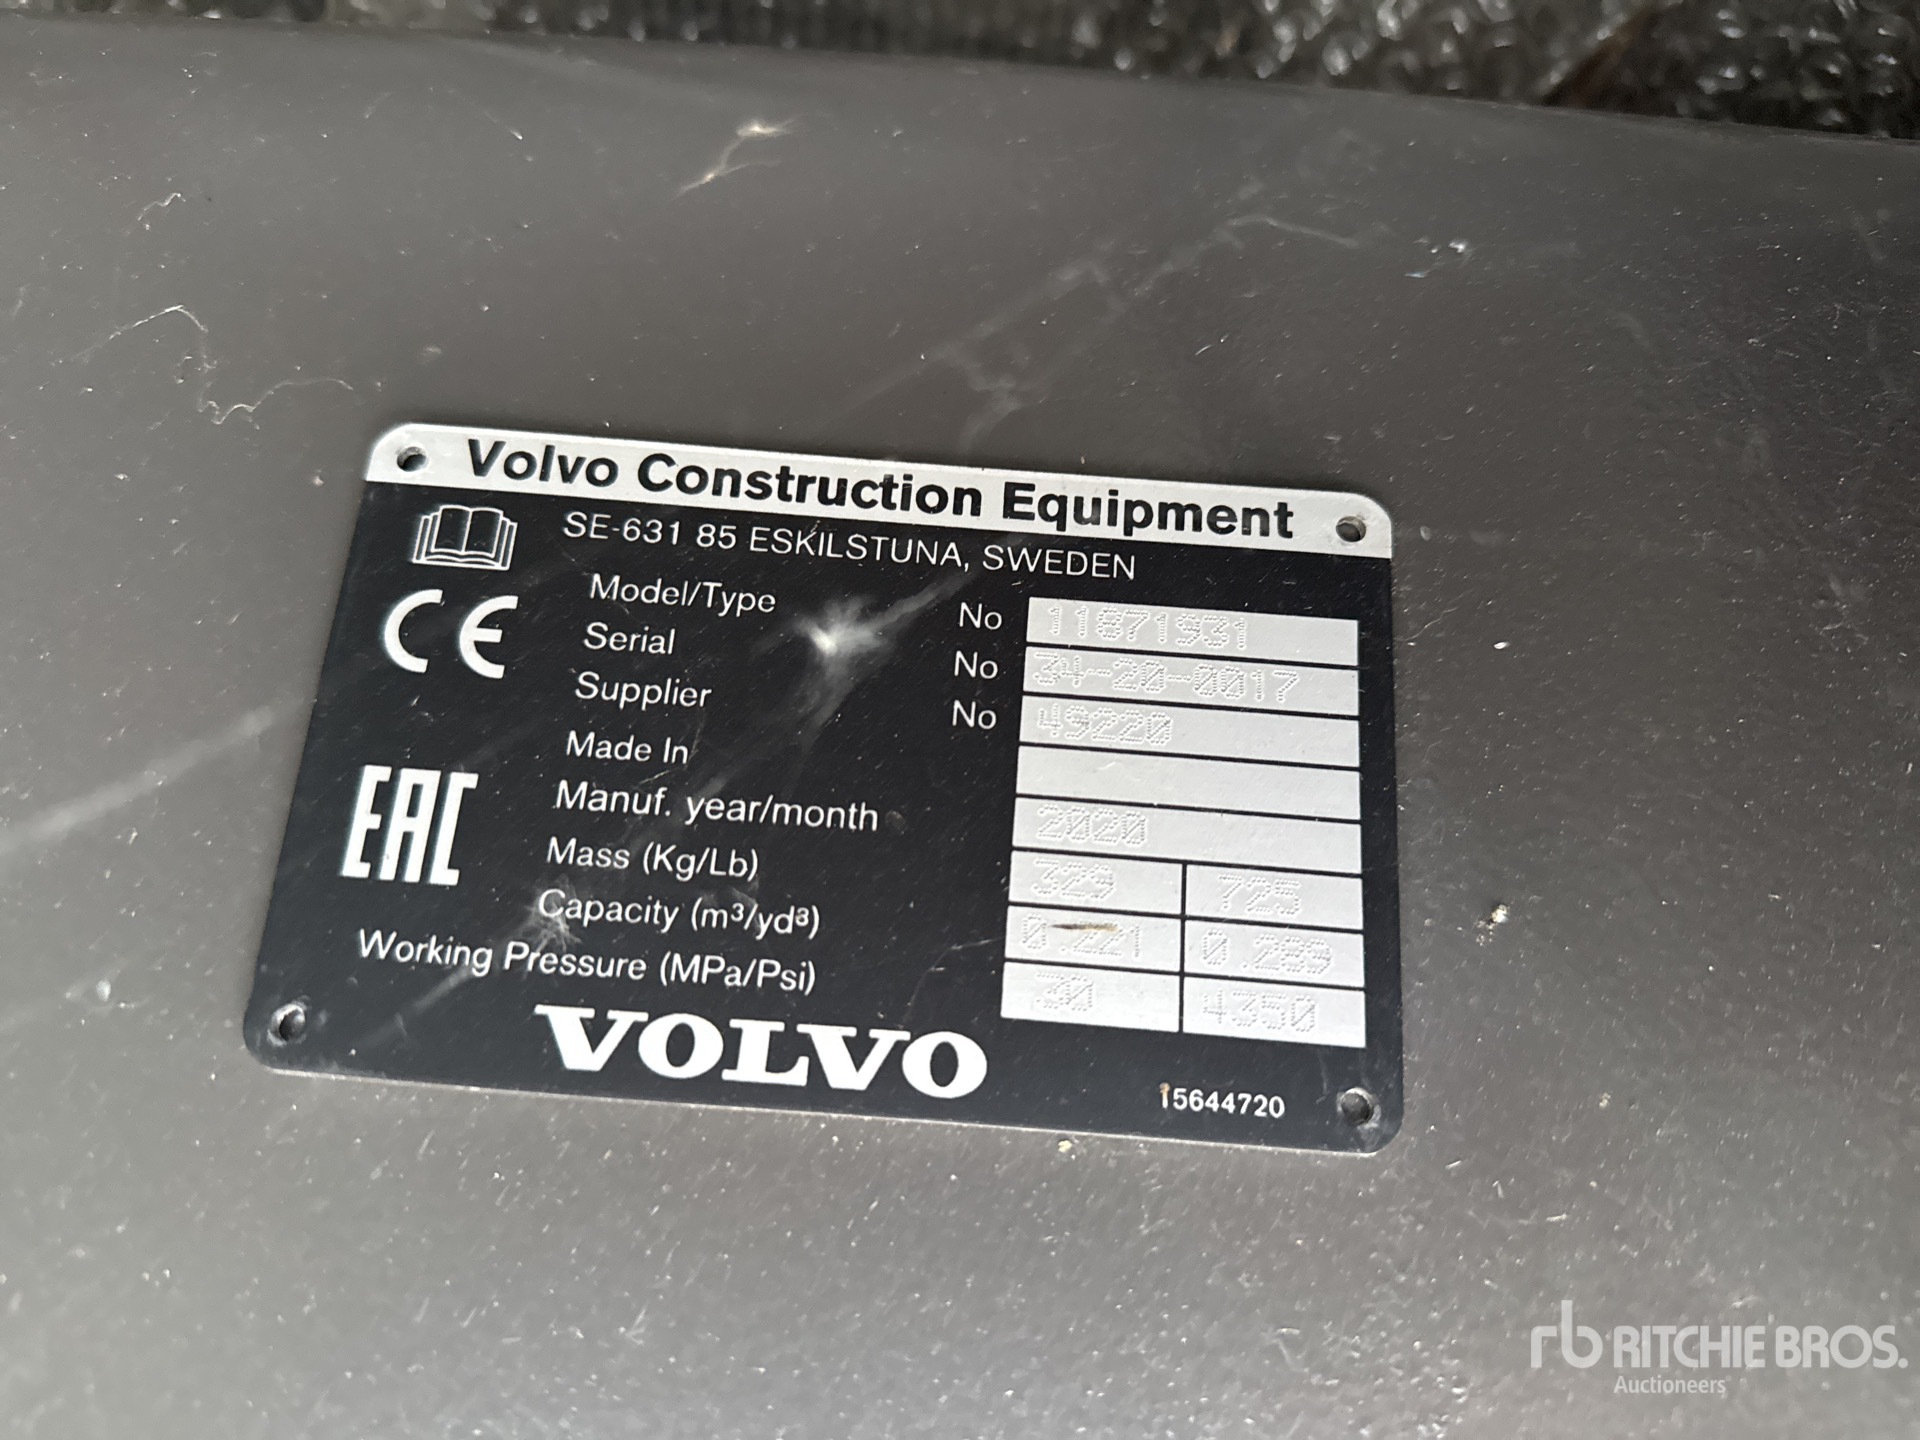 Volvo Construction Equipment
SE-631 85 ESKILSTUNA, SWEDEN
CE
Model/Type No 11871931
Serial No 34-20-0017
Supplier No 49220
Made In
EAC
Manuf. year/month 2020
Mass (Kg/Lb) 329 725
Capacity (m³/yd³) 0.221 0.289
Working Pressure (MPa/Psi) 30 4350
VOLVO
15644720
rb RITCHIE BROS.
Auctioneers